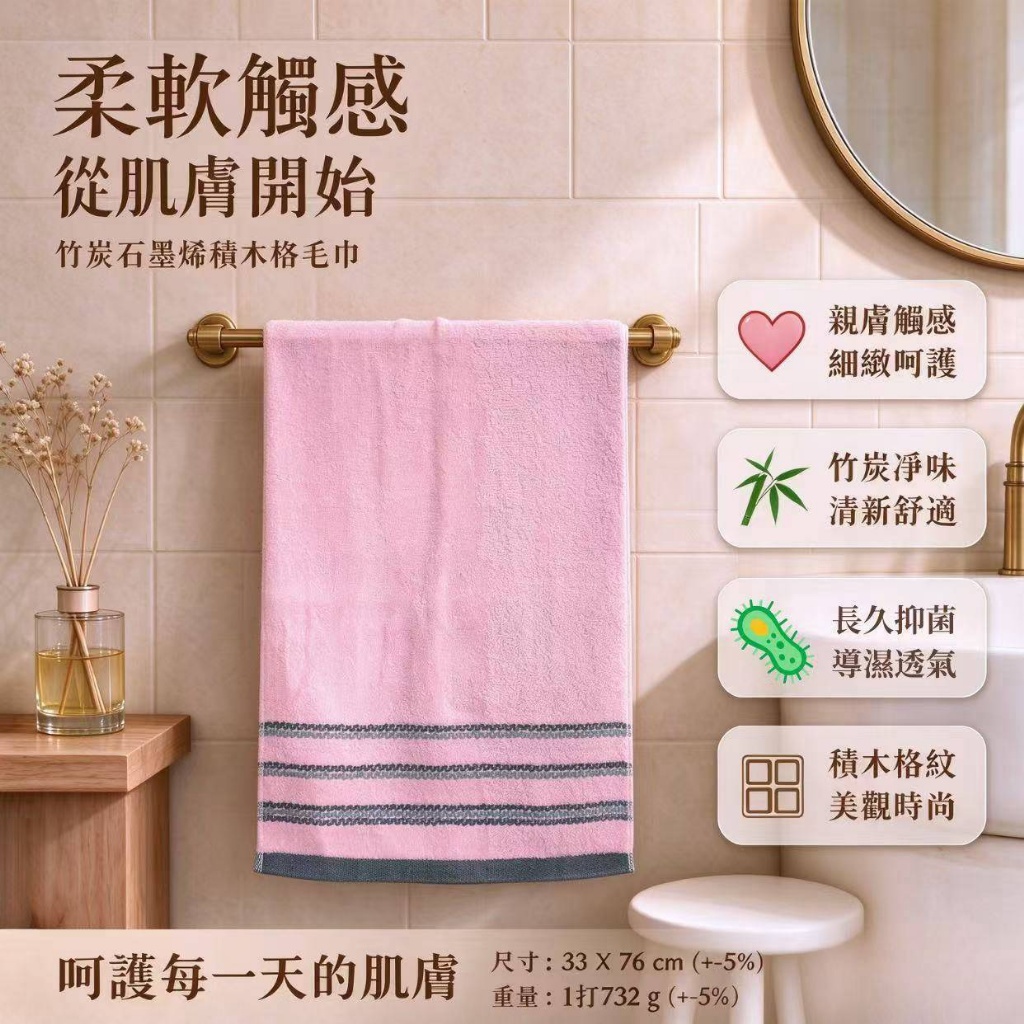 柔軟觸感
從肌膚開始
竹炭石墨烯積木格毛巾
親膚觸感
細緻呵護
竹炭凈味
清新舒適
長久抑菌
導濕透氣
積木格紋
美觀時尚
呵護每一天的肌膚
尺寸：33 X 76 cm (+-5%)
重量：1打732 g (+-5%)